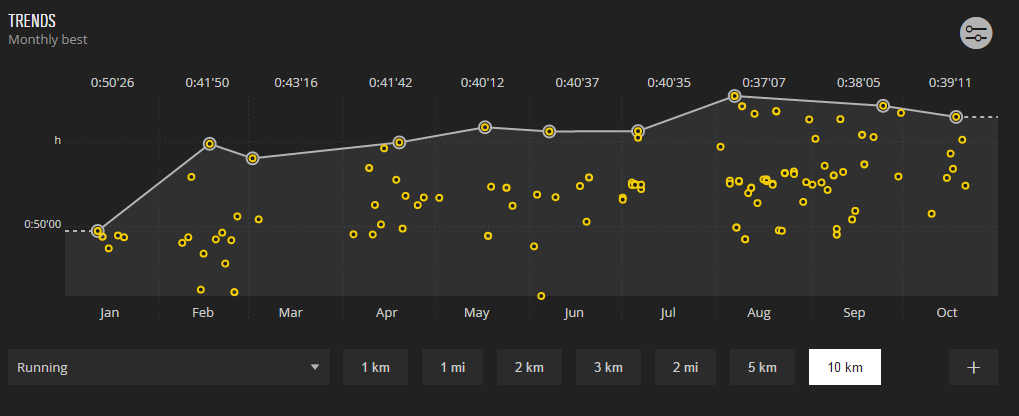 TRENDS
Monthly best
0:50'26 0:41'50 0:43'16 0:41'42 0:40'12 0:40'37 0:40'35 0:37'07 0:38'05 0:39'11
h
0:50'00
Jan Feb Mar Apr May Jun Jul Aug Sep Oct
Running 1 km 1 mi 2 km 3 km 2 mi 5 km 10 km +